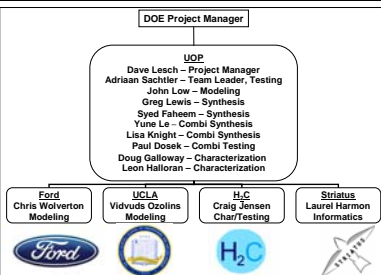 DOE Project Manager
UOP
Dave Lesch – Project Manager
Adriaan Sachtler – Team Leader, Testing
John Low – Modeling
Greg Lewis – Synthesis
Syed Faheem – Synthesis
Yune Le – Combi Synthesis
Lisa Knight – Combi Synthesis
Paul Dosek – Combi Testing
Doug Galloway – Characterization
Leon Halloran – Characterization
Ford
Chris Wolverton
Modeling
UCLA
Vidvuds Ozolins
Modeling
H₂C
Craig Jensen
Char/Testing
Striatus
Laurel Harmon
Informatics
Ford
H₂C
STRIATUS